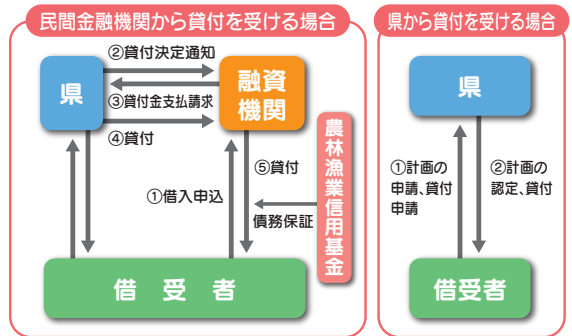 民間金融機関から貸付を受ける場合
②貸付決定通知
県
融資
機関
③貸付金支払請求
④貸付
①借入申込
⑤貸付
債務保証
農林漁業信用基金
借受者
県から貸付を受ける場合
県
①計画の
申請、貸付
申請
②計画の
認定、貸付
借受者